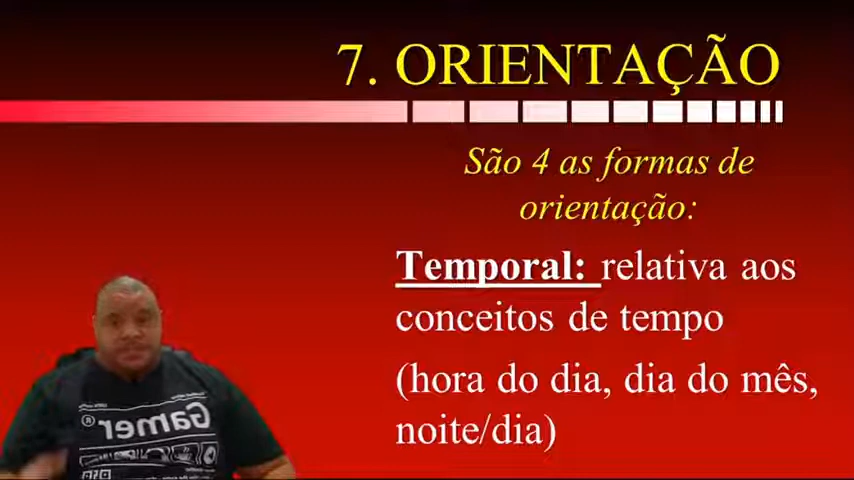 7. ORIENTAÇÃO
São 4 as formas de
orientação:
Temporal: relativa aos
conceitos de tempo
(hora do dia, dia do mês,
noite/dia)
Gamer®